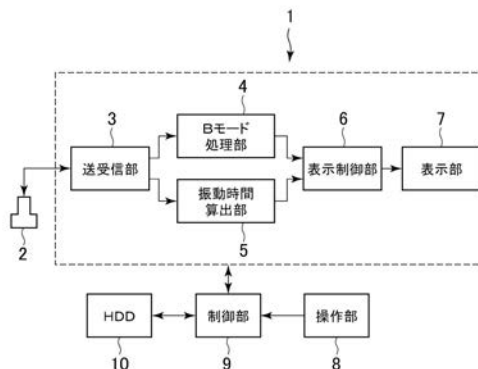 1
4
3
Bモード
処理部
6
7
送受信部
表示制御部
表示部
振動時間
算出部
2
5
HDD
制御部
操作部
10
9
8